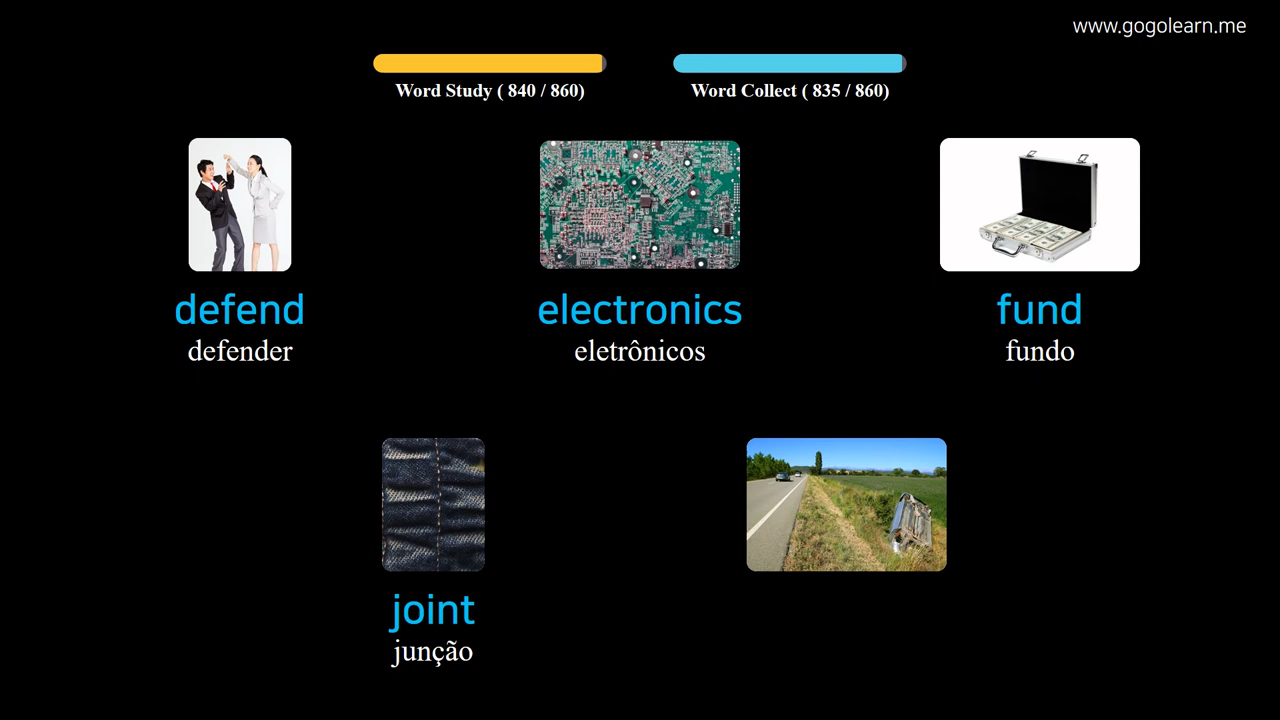 www.gogolearn.me
Word Study ( 840 / 860)
Word Collect ( 835 / 860)
defend
defender
electronics
eletrônicos
fund
fundo
joint
junção